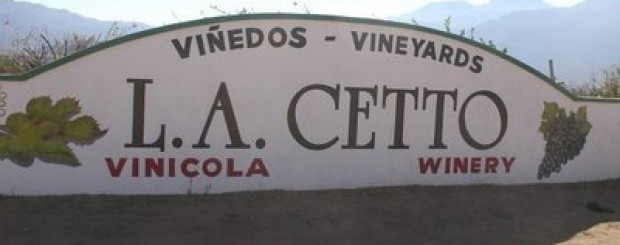 VIÑEDOS - VINEYARDS
L.A. CETTO
VINICOLA WINERY